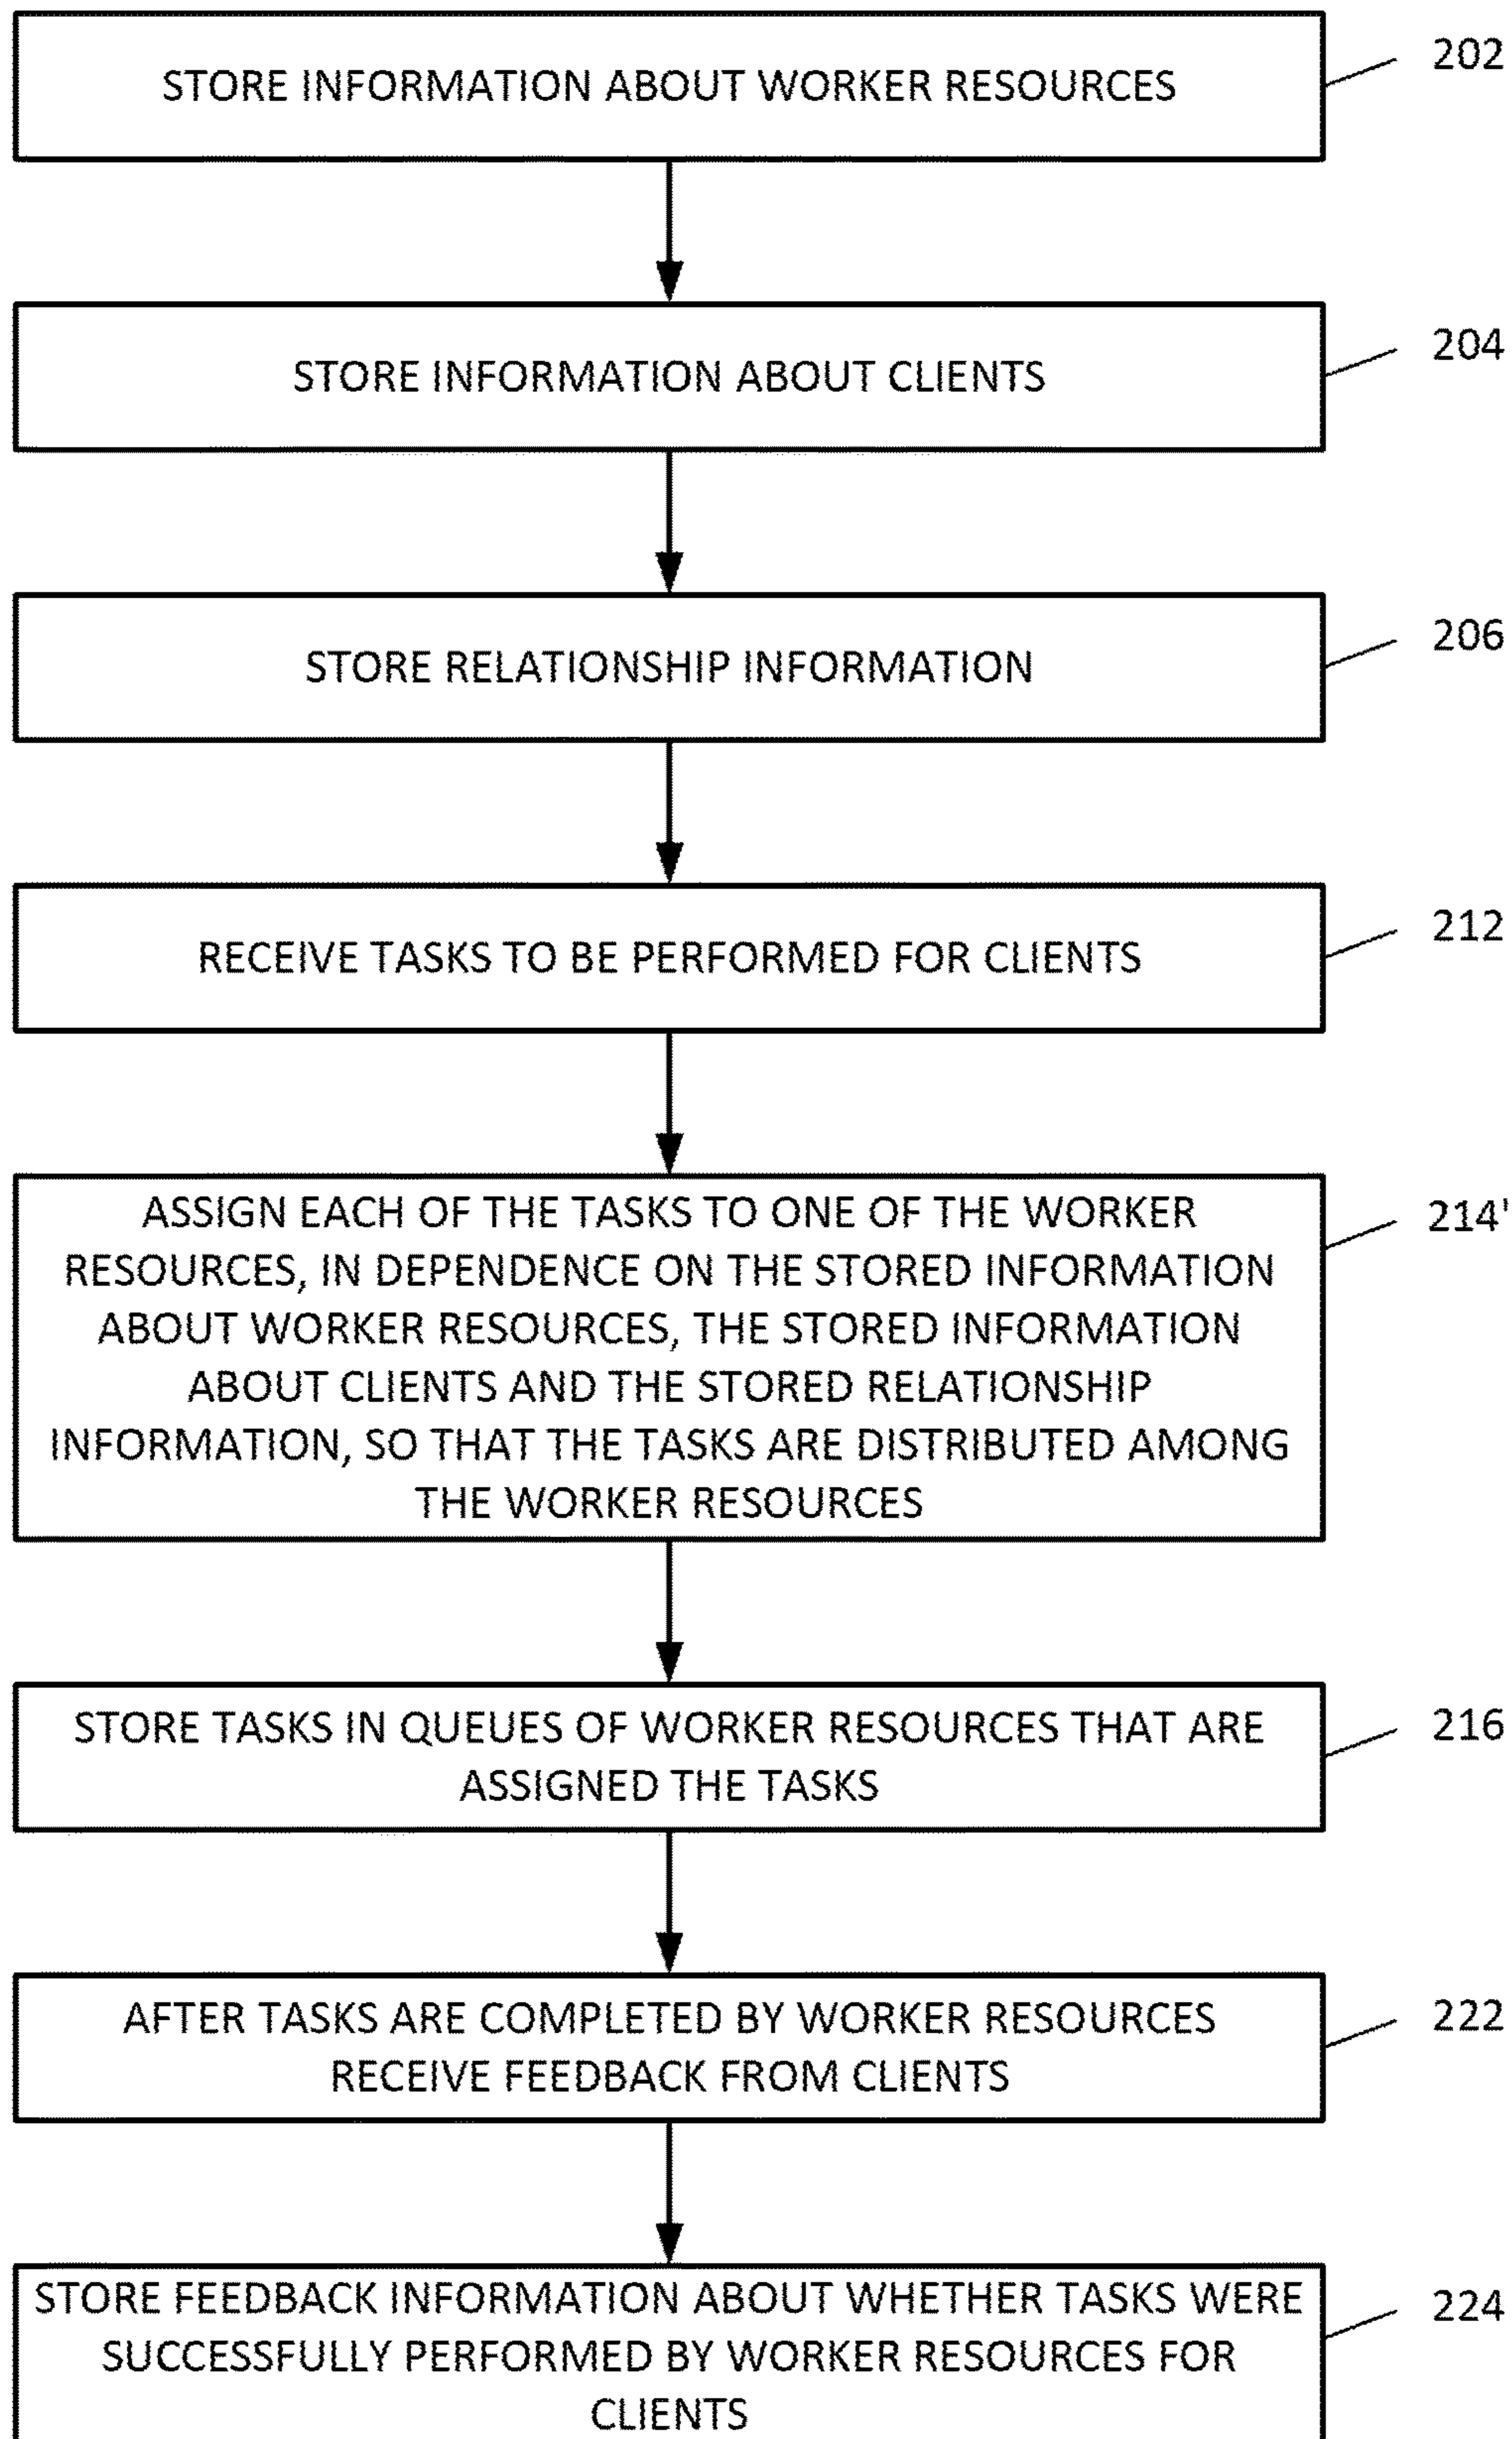 STORE INFORMATION ABOUT WORKER RESOURCES
202
STORE INFORMATION ABOUT CLIENTS
204
STORE RELATIONSHIP INFORMATION
206
RECEIVE TASKS TO BE PERFORMED FOR CLIENTS
212
ASSIGN EACH OF THE TASKS TO ONE OF THE WORKER
RESOURCES, IN DEPENDENCE ON THE STORED INFORMATION
ABOUT WORKER RESOURCES, THE STORED INFORMATION
ABOUT CLIENTS AND THE STORED RELATIONSHIP
INFORMATION, SO THAT THE TASKS ARE DISTRIBUTED AMONG
THE WORKER RESOURCES
214'
STORE TASKS IN QUEUES OF WORKER RESOURCES THAT ARE
ASSIGNED THE TASKS
216
AFTER TASKS ARE COMPLETED BY WORKER RESOURCES
RECEIVE FEEDBACK FROM CLIENTS
222
STORE FEEDBACK INFORMATION ABOUT WHETHER TASKS WERE
SUCCESSFULLY PERFORMED BY WORKER RESOURCES FOR
CLIENTS
224